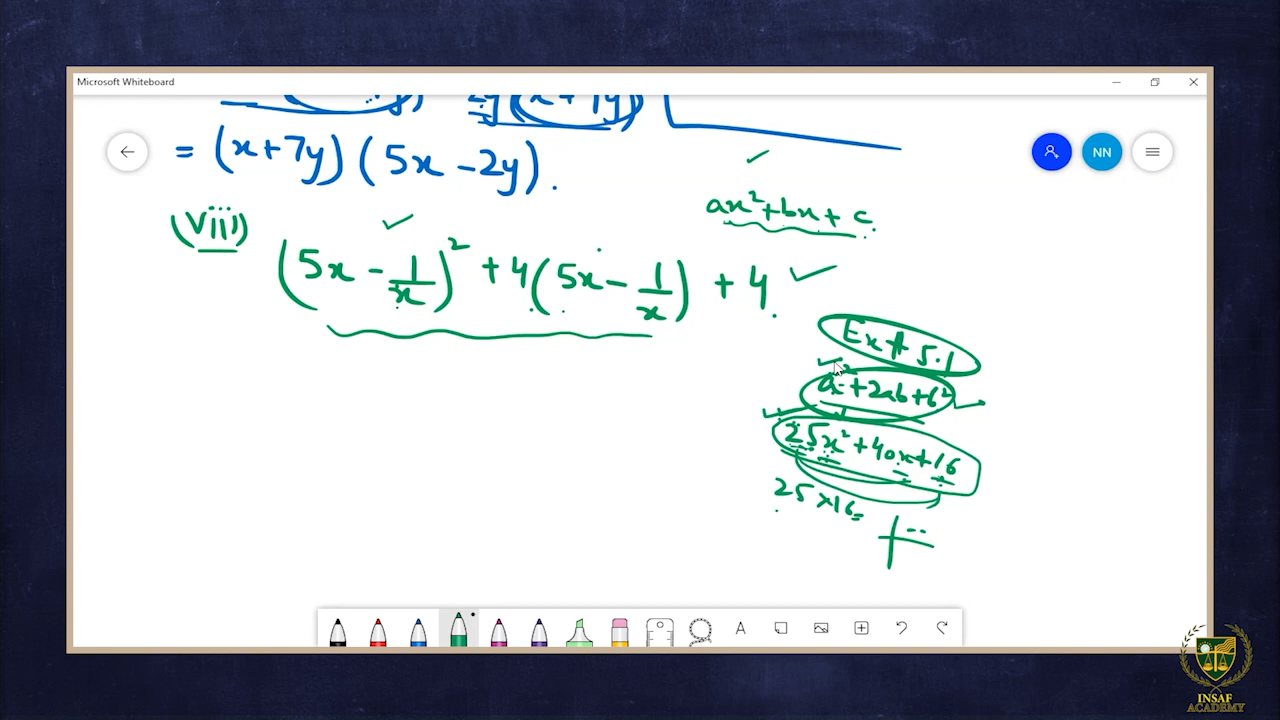 Microsoft Whiteboard
x + 7y
= (x+7y) (5x -2y).
NN
ax²+bx+c
(viii)
(5x - 1/x)² + 4(5x - 1/x) + 4
Ex # 5.1
a²+2ab+b²
25x²+40x+16
25×16=
A
INSAF
ACADEMY